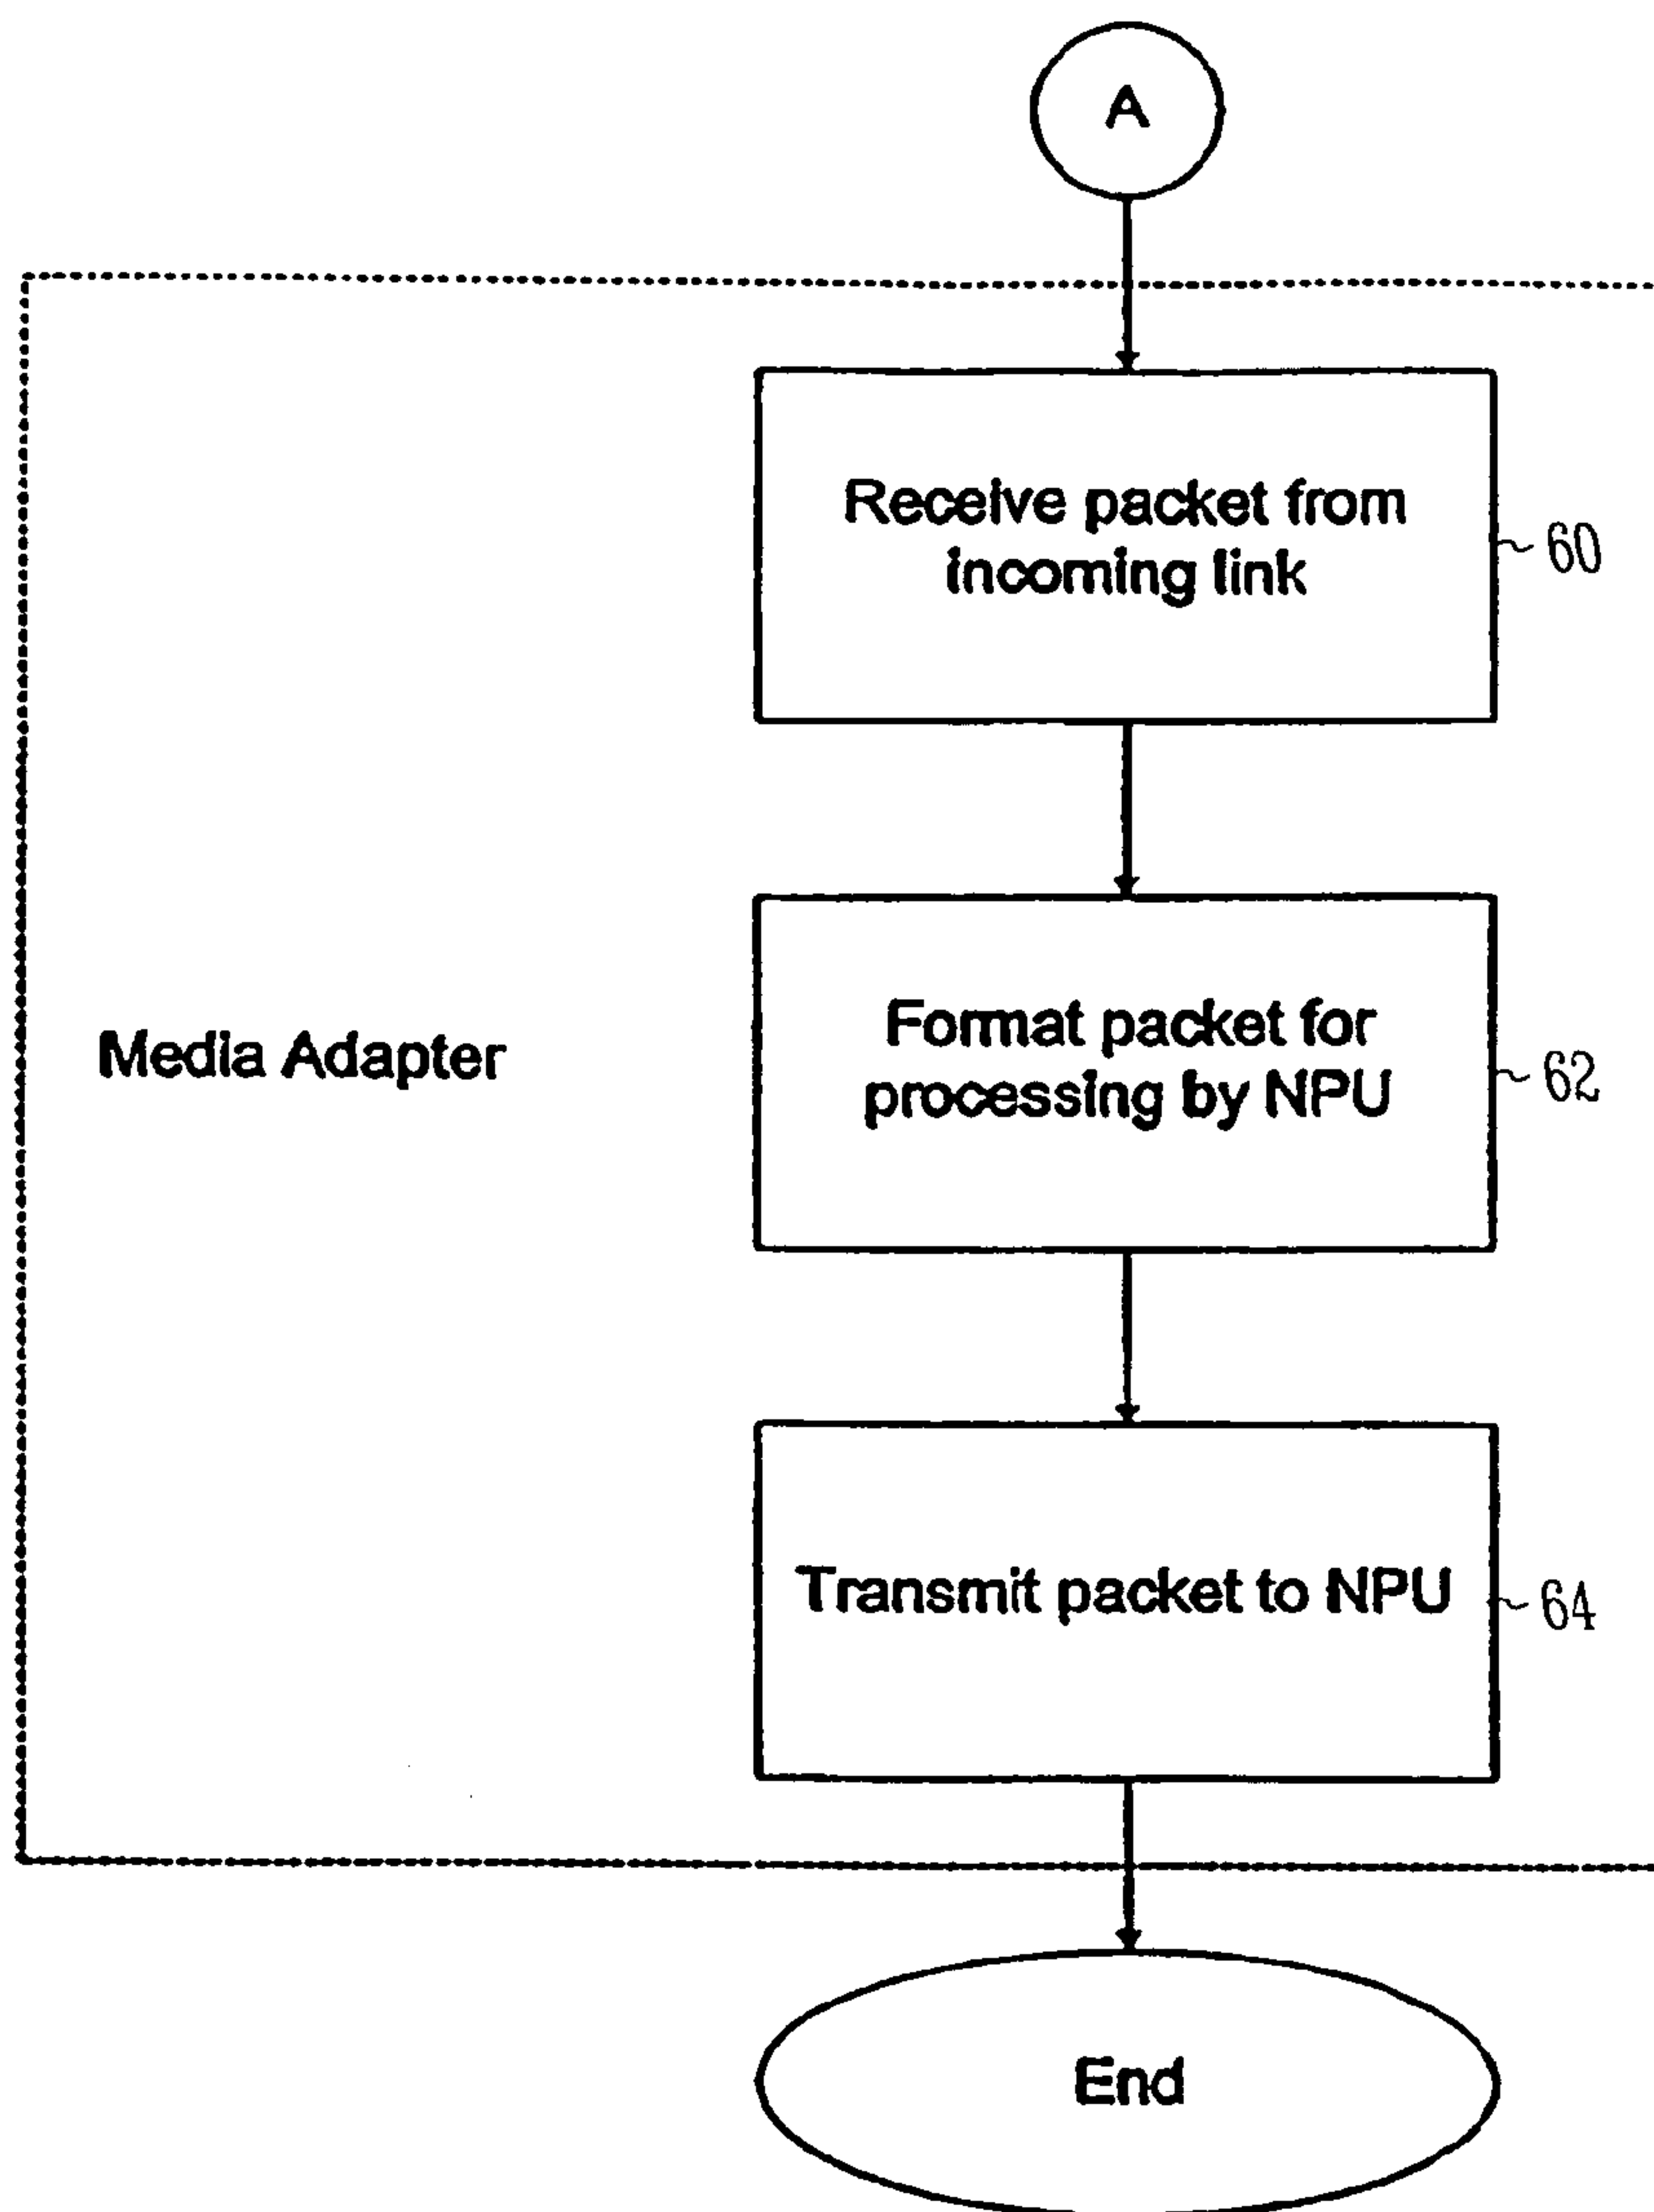 A
Receive packet from
incoming link
60
Format packet for
processing by NPU
62
Media Adapter
Transmit packet to NPU
64
End